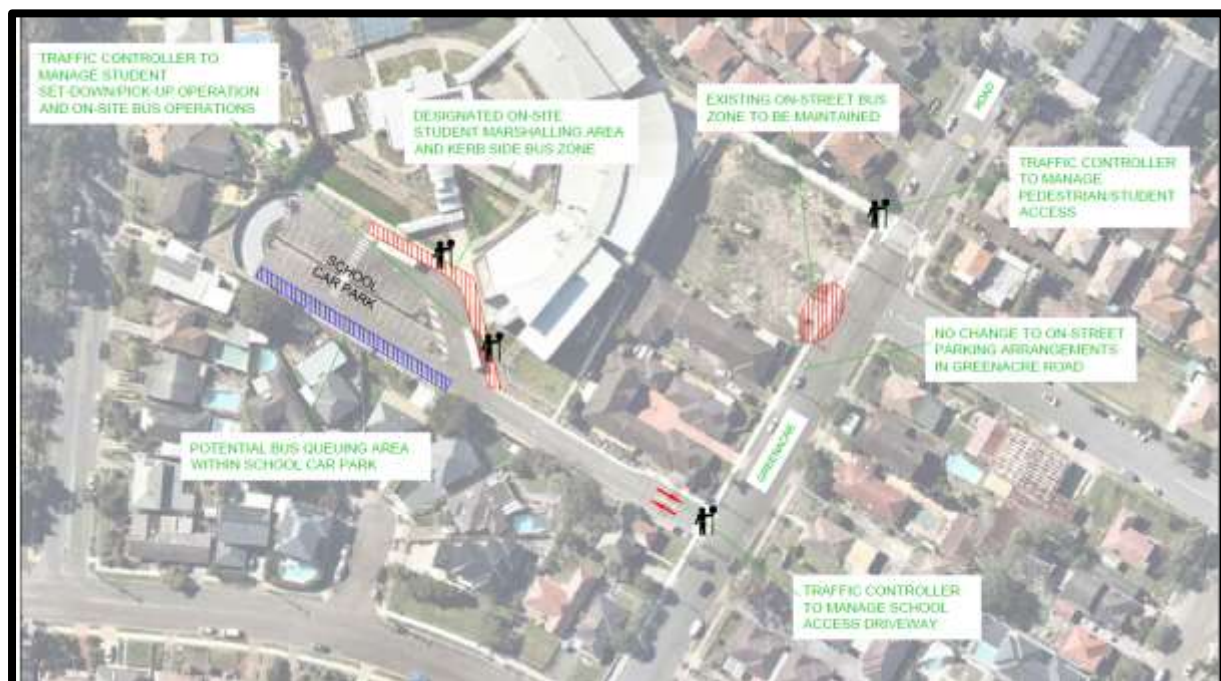 TRAFFIC CONTROLLER TO
MANAGE STUDENT
SET-DOWN/PICK-UP OPERATION
AND ON-SITE BUS OPERATIONS
DESIGNATED ON-SITE
STUDENT MARSHALLING AREA
AND KERB SIDE BUS ZONE
EXISTING ON-STREET BUS
ZONE TO BE MAINTAINED
ROAD
TRAFFIC CONTROLLER
TO MANAGE
PEDESTRIAN/STUDENT
ACCESS
SCHOOL
CAR PARK
NO CHANGE TO ON-STREET
PARKING ARRANGEMENTS
IN GREENACRE ROAD
POTENTIAL BUS QUEUING AREA
WITHIN SCHOOL CAR PARK
GREENACRE
TRAFFIC CONTROLLER
TO MANAGE SCHOOL
ACCESS DRIVEWAY